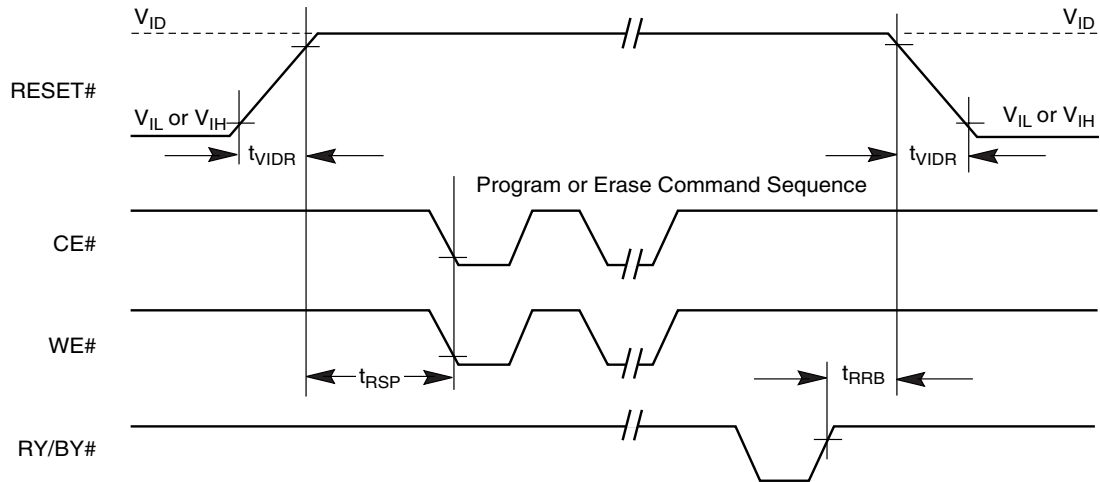 VID VID
RESET#
VIL or VIH VIL or VIH
tVIDR tVIDR
Program or Erase Command Sequence
CE#
WE#
tRSP tRRB
RY/BY#